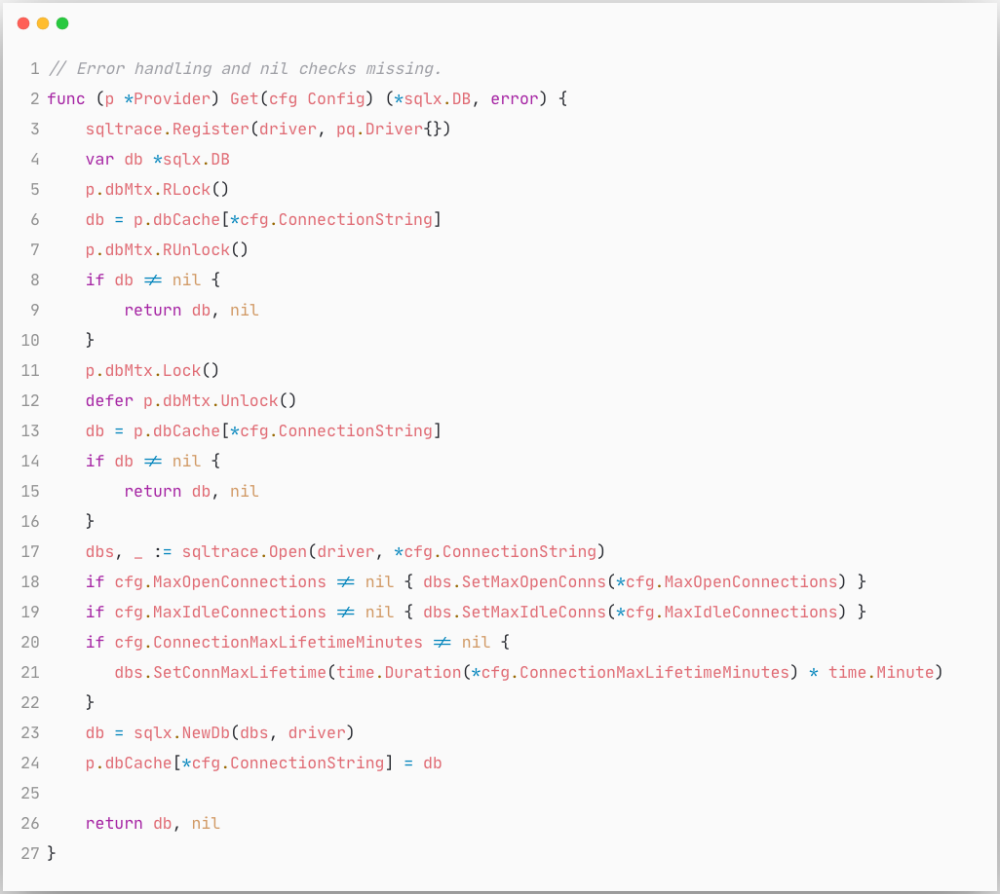 1 // Error handling and nil checks missing.
2 func (p *Provider) Get(cfg Config) (*sqlx.DB, error) {
3     sqltrace.Register(driver, pq.Driver{})
4     var db *sqlx.DB
5     p.dbMtx.RLock()
6     db = p.dbCache[*cfg.ConnectionString]
7     p.dbMtx.RUnlock()
8     if db != nil {
9         return db, nil
10     }
11     p.dbMtx.Lock()
12     defer p.dbMtx.Unlock()
13     db = p.dbCache[*cfg.ConnectionString]
14     if db != nil {
15         return db, nil
16     }
17     dbs, _ := sqltrace.Open(driver, *cfg.ConnectionString)
18     if cfg.MaxOpenConnections != nil { dbs.SetMaxOpenConns(*cfg.MaxOpenConnections) }
19     if cfg.MaxIdleConnections != nil { dbs.SetMaxIdleConns(*cfg.MaxIdleConnections) }
20     if cfg.ConnectionMaxLifetimeMinutes != nil {
21        dbs.SetConnMaxLifetime(time.Duration(*cfg.ConnectionMaxLifetimeMinutes) * time.Minute)
22     }
23     db = sqlx.NewDb(dbs, driver)
24     p.dbCache[*cfg.ConnectionString] = db
25
26     return db, nil
27 }